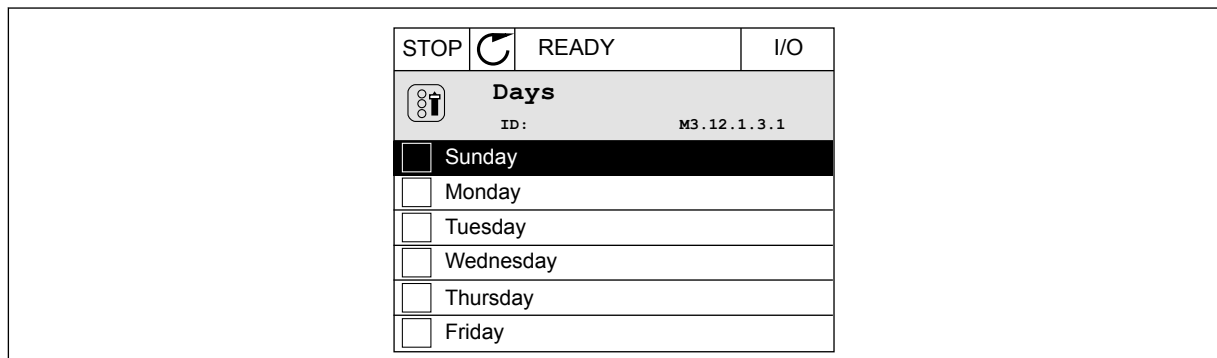 STOP READY I/O
Days
ID: M3.12.1.3.1
Sunday
Monday
Tuesday
Wednesday
Thursday
Friday